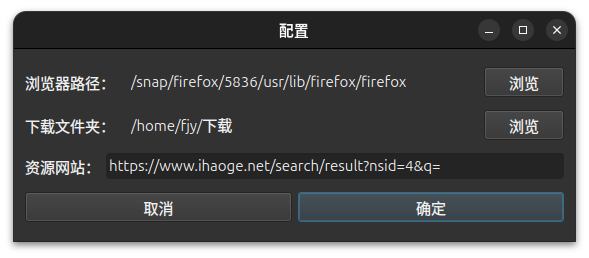 配置
浏览器路径： /snap/firefox/5836/usr/lib/firefox/firefox 浏览
下载文件夹： /home/fjy/下载 浏览
资源网站： https://www.ihaoge.net/search/result?nsid=4&q=
取消 确定